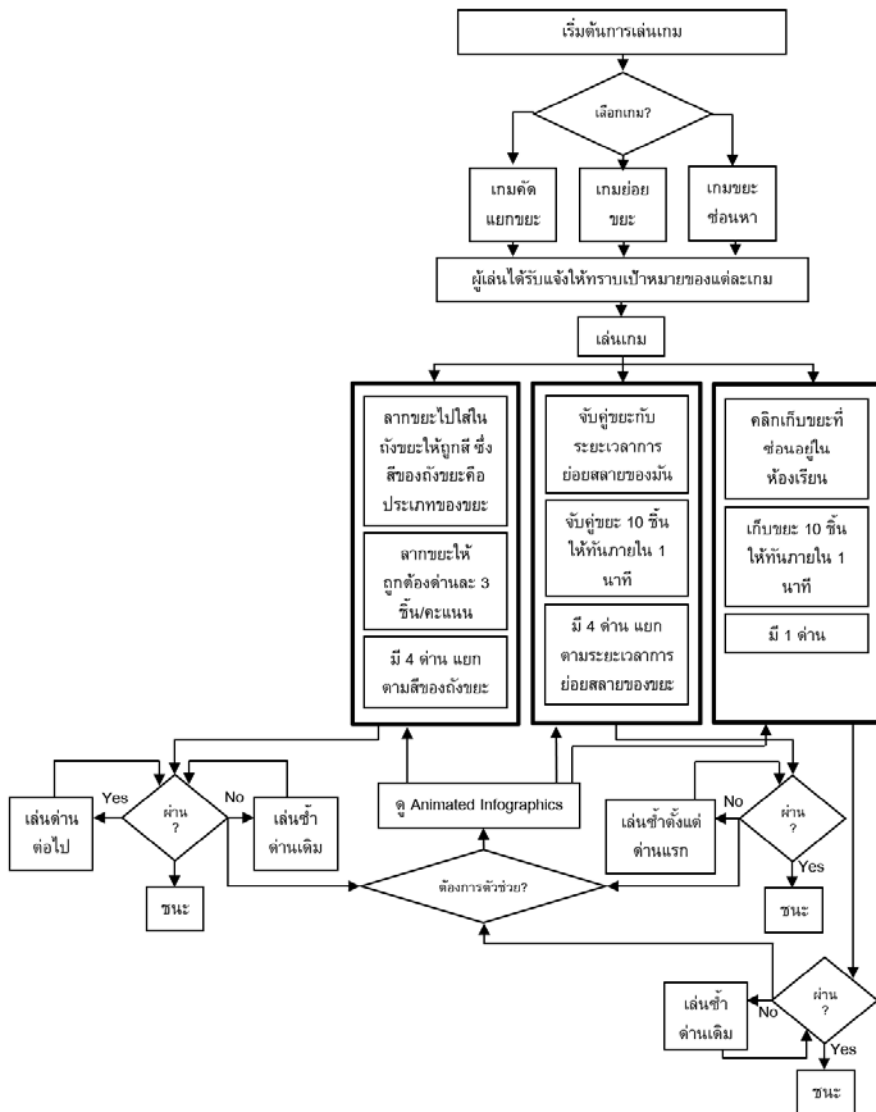 เริ่มต้นการเล่นเกม
เลือกเกม?
เกมคัด
แยกขยะ
เกมย่อย
ขยะ
เกมขยะ
ซ่อนหา
ผู้เล่นได้รับแจ้งให้ทราบเป้าหมายของแต่ละเกม
เล่นเกม
ลากขยะไปใส่ใน
ถังขยะให้ถูกสี ซึ่ง
สีของถังขยะคือ
ประเภทของขยะ
ลากขยะให้
ถูกต้องด่านละ 3
ชิ้น/คะแนน
มี 4 ด่าน แยก
ตามสีของถังขยะ
จับคู่ขยะกับ
ระยะเวลาการ
ย่อยสลายของมัน
จับคู่ขยะ 10 ชิ้น
ให้ทันภายใน 1
นาที
มี 4 ด่าน แยก
ตามระยะเวลาการ
ย่อยสลายของขยะ
คลิกเก็บขยะที่
ซ่อนอยู่ใน
ห้องเรียน
เก็บขยะ 10 ชิ้น
ให้ทันภายใน 1
นาที
มี 1 ด่าน
เล่นด่าน
ต่อไป
Yes
ผ่าน
?
No
เล่นซ้ำ
ด่านเดิม
ชนะ
ดู Animated Infographics
ต้องการตัวช่วย?
เล่นซ้ำตั้งแต่
ด่านแรก
No
ผ่าน
?
Yes
ชนะ
เล่นซ้ำ
ด่านเดิม
No
ผ่าน
?
Yes
ชนะ